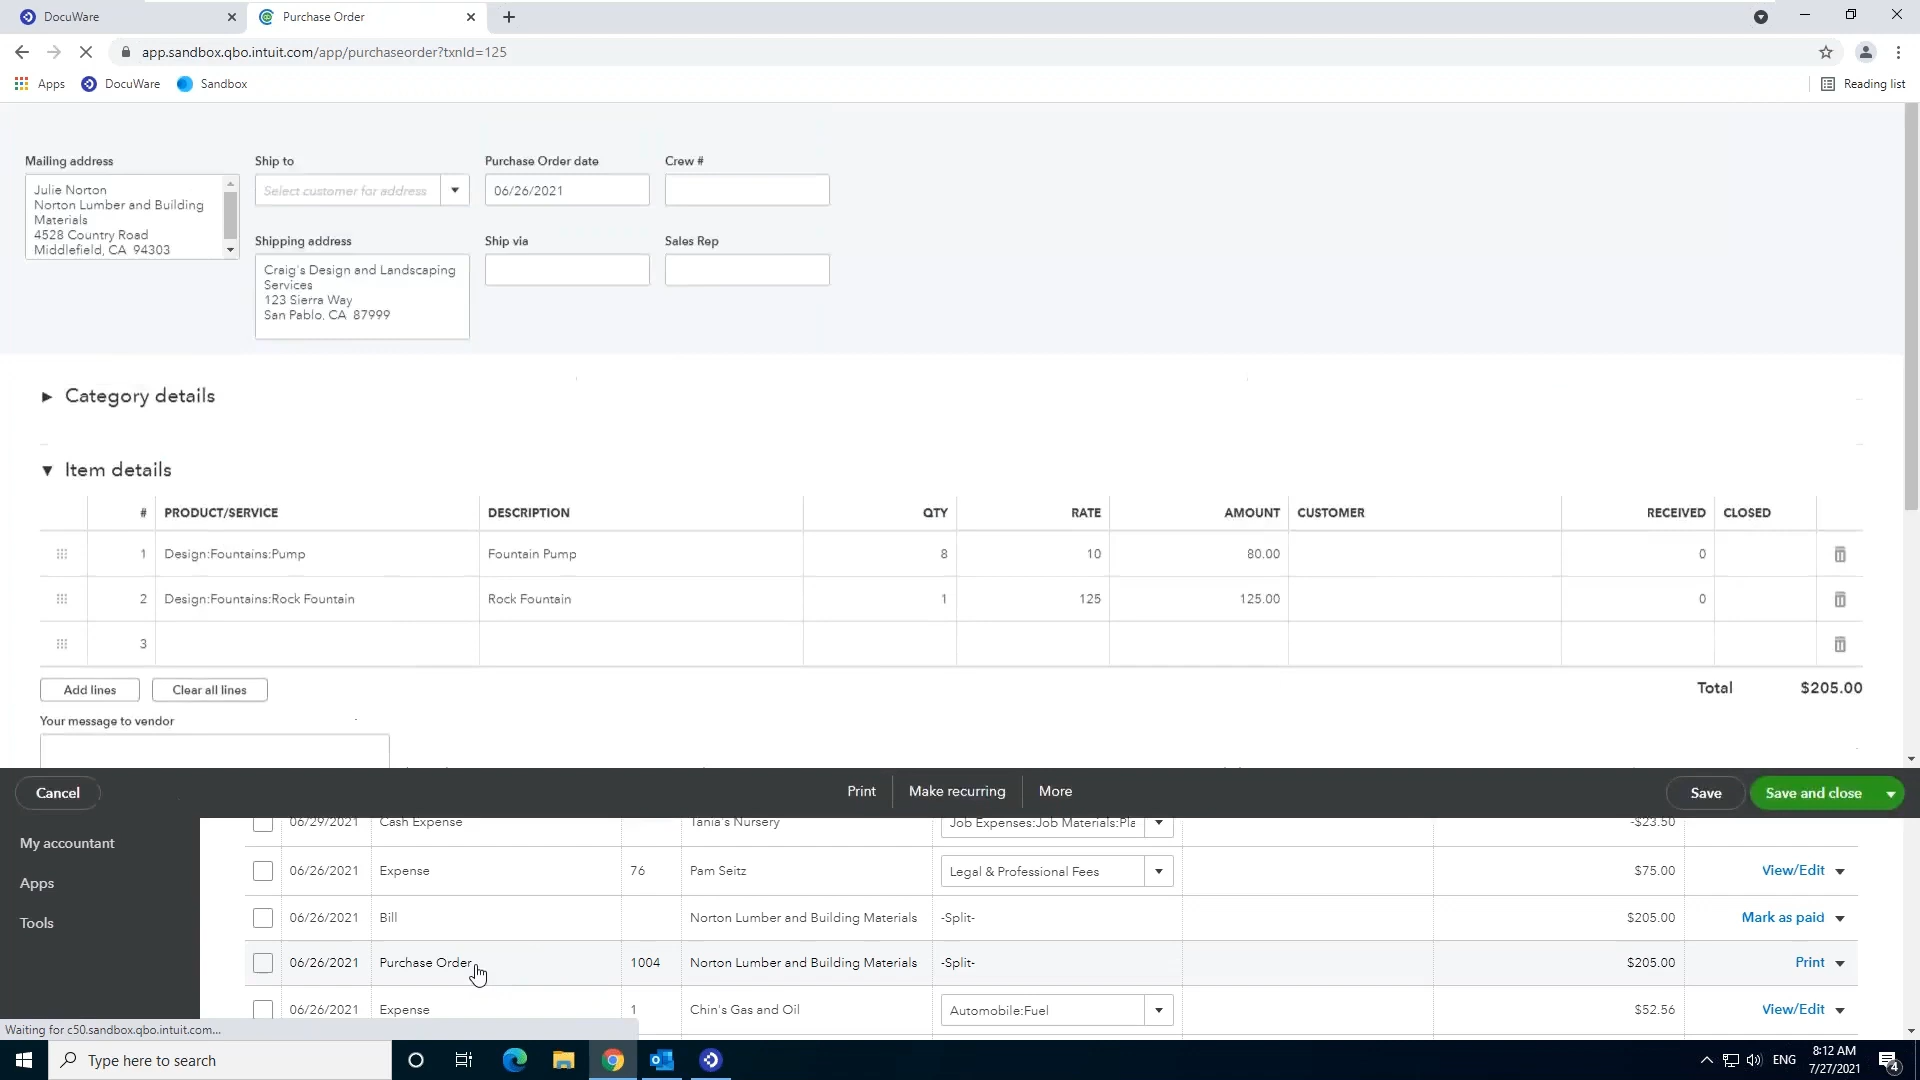 DocuWare
Purchase Order
app.sandbox.qbo.intuit.com/app/purchaseorder?txnId=125
Apps DocuWare Sandbox Reading list
Mailing address Ship to Purchase Order date Crew #
Julie Norton
Norton Lumber and Building
Materials
4528 Country Road
Middlefield, CA 94303
Select customer for address
06/26/2021
Shipping address Ship via Sales Rep
Craig's Design and Landscaping
Services
123 Sierra Way
San Pablo, CA 87999
Category details
Item details
# PRODUCT/SERVICE DESCRIPTION QTY RATE AMOUNT CUSTOMER RECEIVED CLOSED
1 Design:Fountains:Pump Fountain Pump 8 10 80.00 0
2 Design:Fountains:Rock Fountain Rock Fountain 1 125 125.00 0
3
Add lines Clear all lines Total $205.00
Your message to vendor
Cancel Print Make recurring More Save Save and close
My accountant
Apps
Tools
06/29/2021 Cash Expense Tania's Nursery Job Expenses:Job Materials:Pla -$23.50
06/26/2021 Expense 76 Pam Seitz Legal & Professional Fees $75.00 View/Edit
06/26/2021 Bill Norton Lumber and Building Materials -Split- $205.00 Mark as paid
06/26/2021 Purchase Order 1004 Norton Lumber and Building Materials -Split- $205.00 Print
06/26/2021 Expense 1 Chin's Gas and Oil Automobile:Fuel $52.56 View/Edit
Waiting for c50.sandbox.qbo.intuit.com...
Type here to search
ENG
8:12 AM
7/27/2021
4